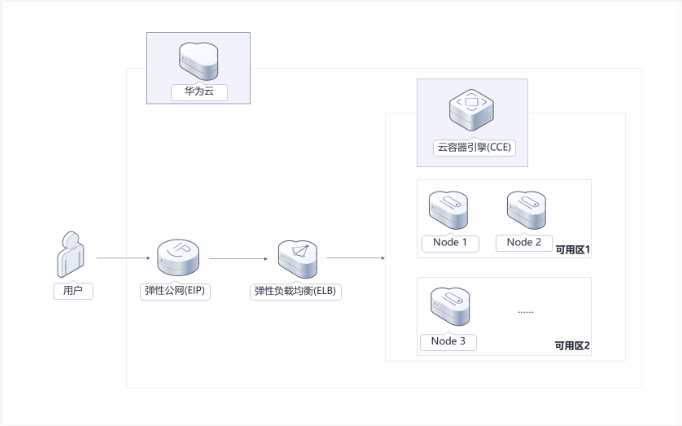 华为云
云容器引擎(CCE)
Node 1
Node 2
可用区1
用户
弹性公网(EIP)
弹性负载均衡(ELB)
Node 3
......
可用区2